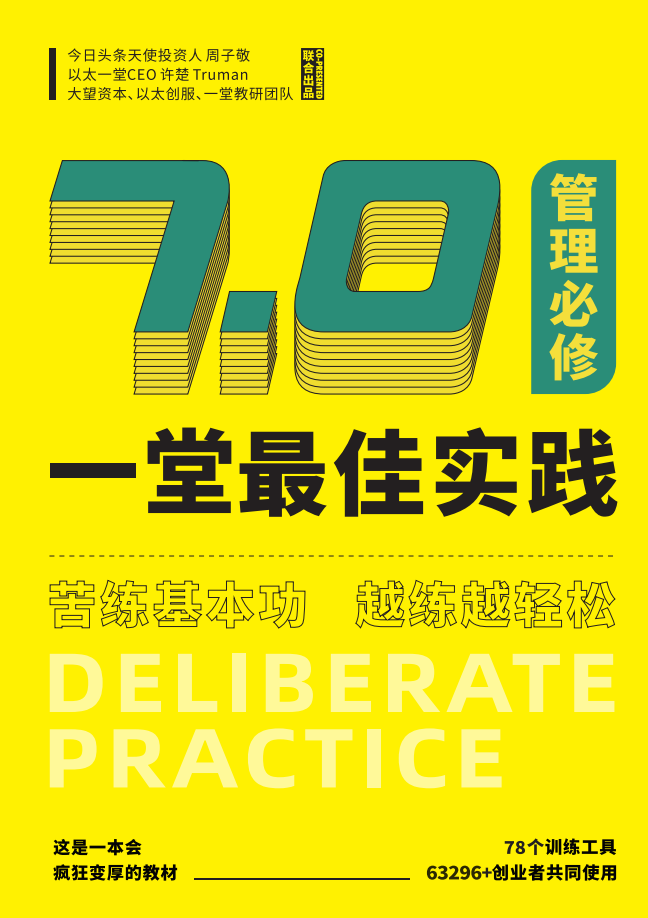 今日头条天使投资人 周子敬
以太一堂CEO 许楚 Truman
大望资本、以太创服、一堂教研团队
联合出品
CO-PRESENTED
7.0
管理必修
一堂最佳实践
苦练基本功 越练越轻松
DELIBERATE
PRACTICE
这是一本会
疯狂变厚的教材
78个训练工具
63296+创业者共同使用